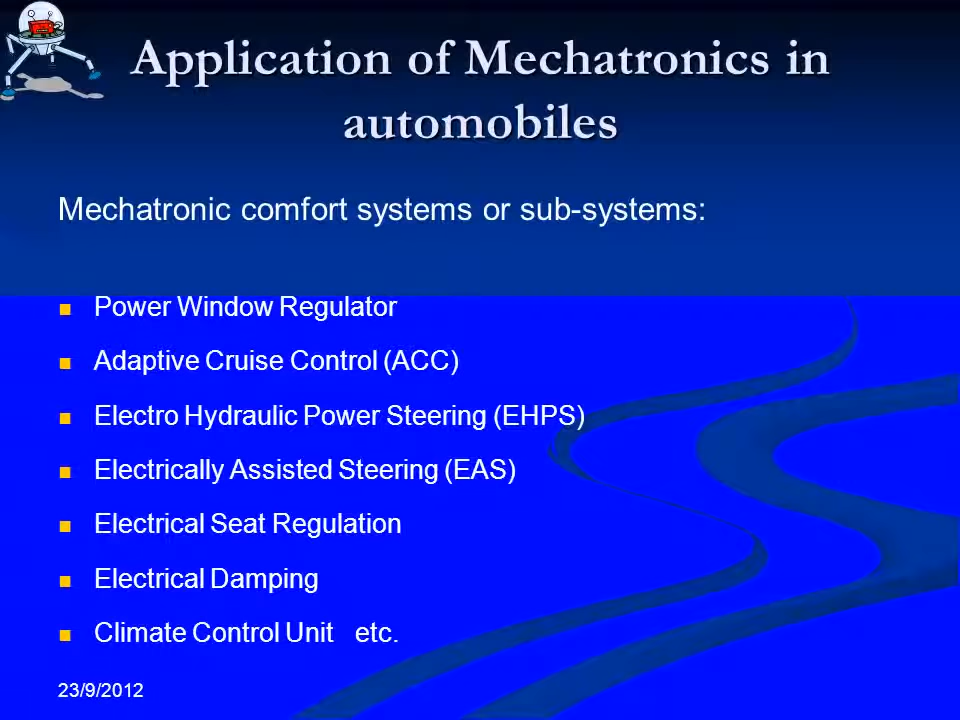 Application of Mechatronics in
automobiles
Mechatronic comfort systems or sub-systems:
Power Window Regulator
Adaptive Cruise Control (ACC)
Electro Hydraulic Power Steering (EHPS)
Electrically Assisted Steering (EAS)
Electrical Seat Regulation
Electrical Damping
Climate Control Unit etc.
23/9/2012